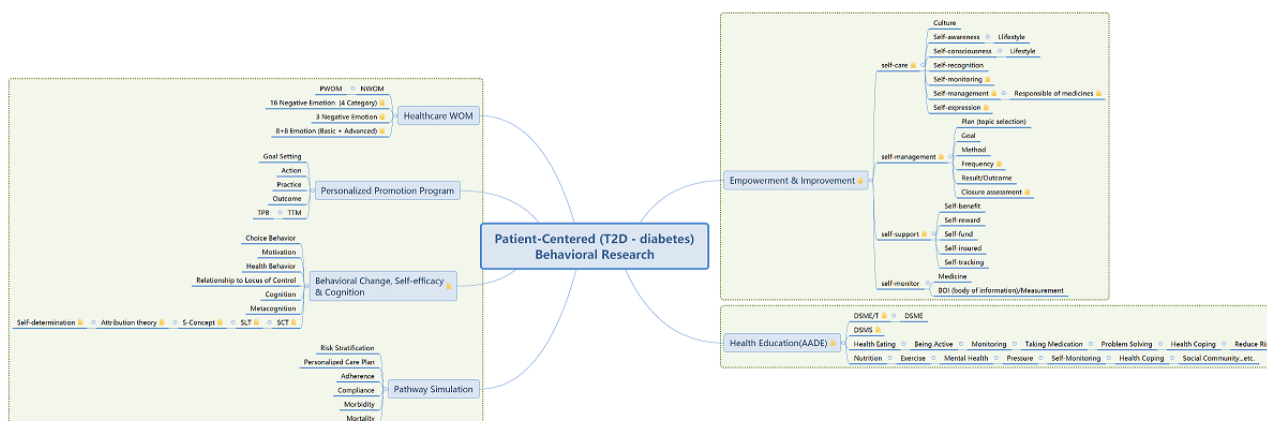 Patient-Centered (T2D - diabetes)
Behavioral Research
Healthcare WOM
PWOM NWOM
16 Negative Emotion (4 Category)
3 Negative Emotion
8+8 Emotion (Basic + Advanced)
Personalized Promotion Program
Goal Setting
Action
Practice
Outcome
TPB TTM
Behavioral Change, Self-efficacy
& Cognition
Choice Behavior
Motivation
Health Behavior
Relationship to Locus of Control
Cognition
Metacognition
Self-determination Attribution theory S-Concept SLT SCT
Pathway Simulation
Risk Stratification
Personalized Care Plan
Adherence
Compliance
Morbidity
Mortality
Empowerment & Improvement
self-care
Culture
Self-awareness Llifestyle
Self-consciousness Lifestyle
Self-recognition
Self-monitoring
Self-management Responsible of medicines
Self-expression
self-management
Plan (topic selection)
Goal
Method
Frequency
Result/Outcome
Closure assessment
self-support
Self-benefit
Self-reward
Self-fund
Self-insured
Self-tracking
self-monitor
Medicine
BOI (body of information)/Measurement
Health Education(AADE)
DSME/T DSME
DSMS
Health Eating Being Active Monitoring Taking Medication Problem Solving Health Coping Reduce Ri
Nutrition Exercise Mental Health Pressure Self-Monitoring Health Coping Social Community...etc.